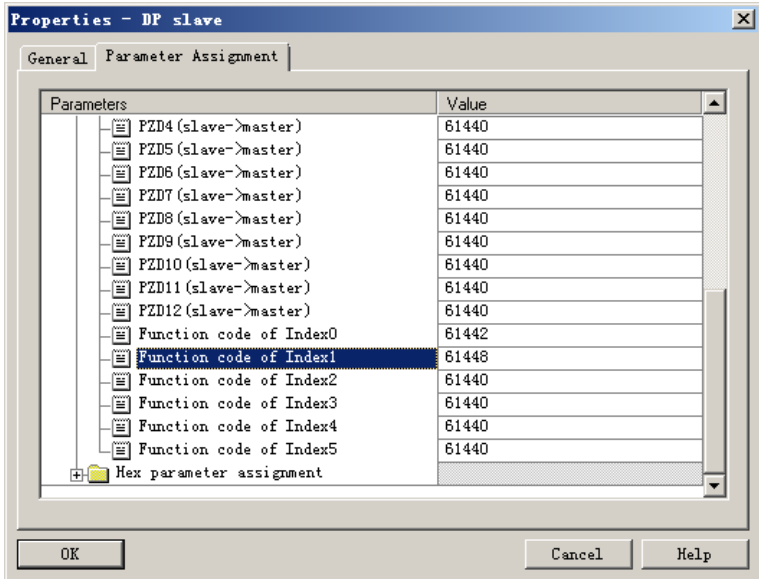 Properties - DP slave
General Parameter Assignment
Parameters Value
PZD4(slave->master) 61440
PZD5(slave->master) 61440
PZD6(slave->master) 61440
PZD7(slave->master) 61440
PZD8(slave->master) 61440
PZD9(slave->master) 61440
PZD10(slave->master) 61440
PZD11(slave->master) 61440
PZD12(slave->master) 61440
Function code of Index0 61442
Function code of Index1 61448
Function code of Index2 61440
Function code of Index3 61440
Function code of Index4 61440
Function code of Index5 61440
Hex parameter assignment
OK Cancel Help